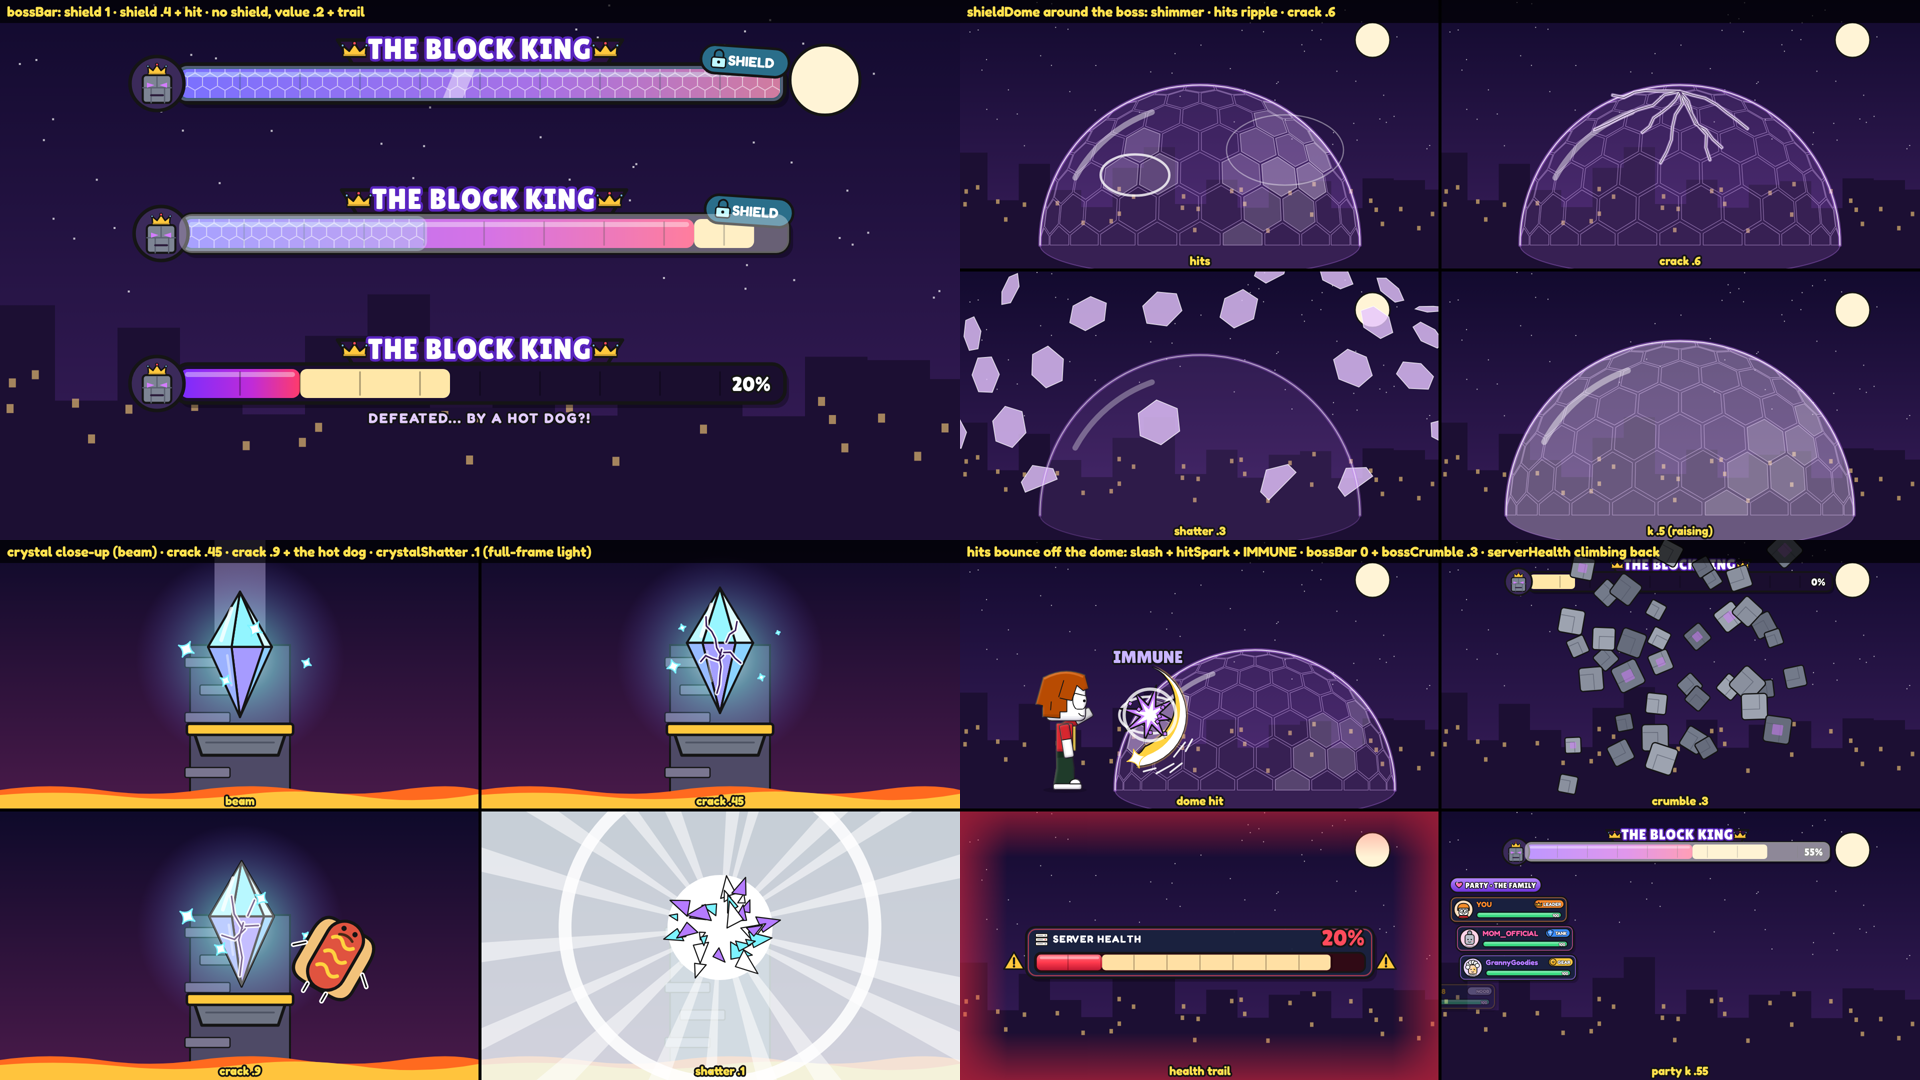 bossBar: shield 1 · shield .4 + hit · no shield, value .2 + trail
THE BLOCK KING
SHIELD
THE BLOCK KING
SHIELD
THE BLOCK KING
20%
DEFEATED... BY A HOT DOG?!
shieldDome around the boss: shimmer · hits ripple · crack .6
hits
crack .6
shatter .3
k .5 (raising)
crystal close-up (beam) · crack .45 · crack .9 + the hot dog · crystalShatter .1 (full-frame light)
beam
crack .45
crack .9
shatter .1
hits bounce off the dome: slash + hitSpark + IMMUNE · bossBar 0 + bossCrumble .3 · serverHealth climbing back
IMMUNE
dome hit
THE BLOCK KING
0%
crumble .3
SERVER HEALTH
20%
health trail
THE BLOCK KING
55%
PARTY · THE FAMILY
YOU
LEADER
MOM_OFFICIAL
TANK
GrannyGoodies
party k .55